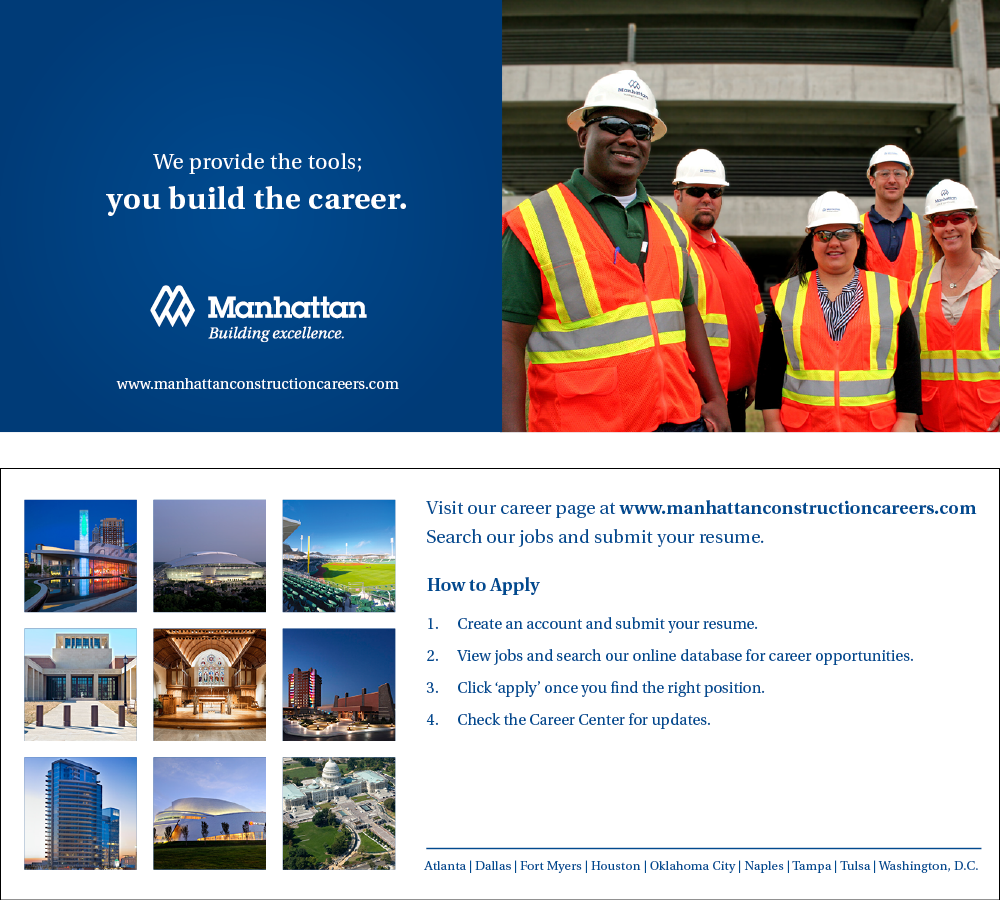 We provide the tools;
you build the career.
Manhattan
Building excellence.
www.manhattanconstructioncareers.com
Manhattan
Manhattan
Visit our career page at www.manhattanconstructioncareers.com
Search our jobs and submit your resume.
How to Apply
1. Create an account and submit your resume.
2. View jobs and search our online database for career opportunities.
3. Click ‘apply’ once you find the right position.
4. Check the Career Center for updates.
Atlanta | Dallas | Fort Myers | Houston | Oklahoma City | Naples | Tampa | Tulsa | Washington, D.C.